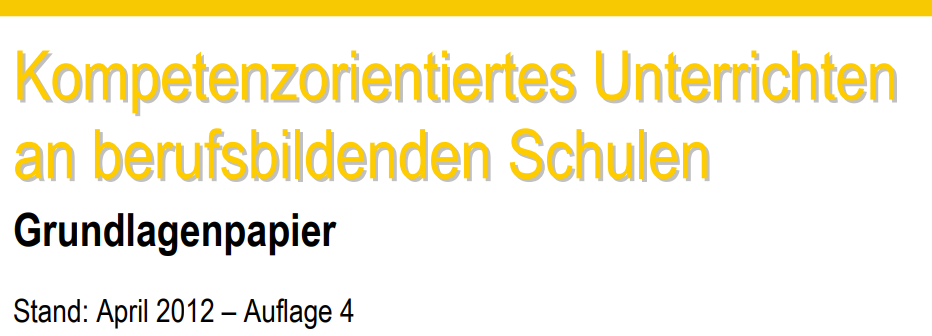 Kompetenzorientiertes Unterrichten
an berufsbildenden Schulen
Grundlagenpapier
Stand: April 2012 – Auflage 4